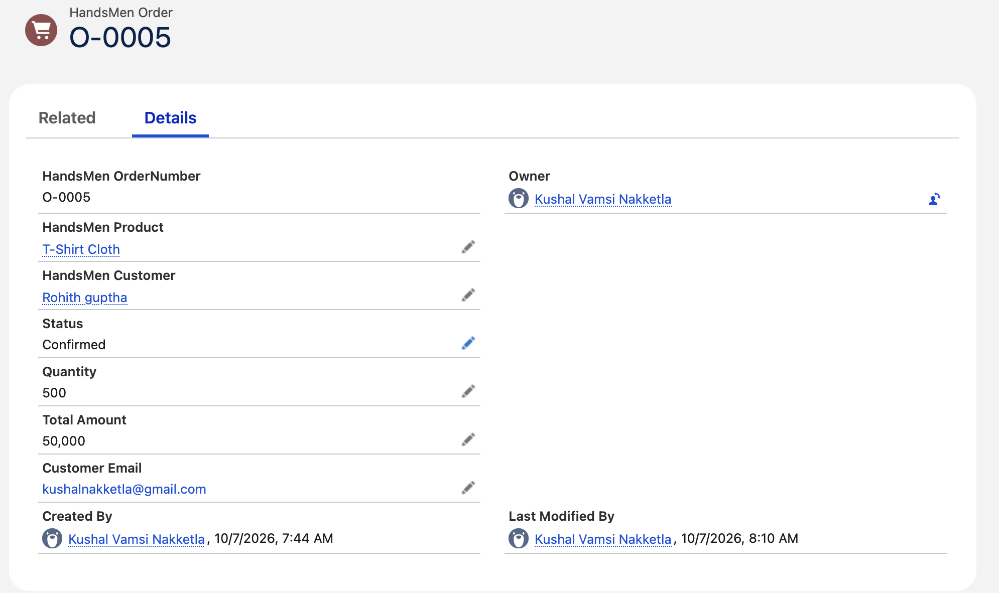 HandsMen Order
O-0005
Related
Details
HandsMen OrderNumber
O-0005
Owner
Kushal Vamsi Nakketla
HandsMen Product
T-Shirt Cloth
HandsMen Customer
Rohith guptha
Status
Confirmed
Quantity
500
Total Amount
50,000
Customer Email
kushalnakketla@gmail.com
Created By
Kushal Vamsi Nakketla, 10/7/2026, 7:44 AM
Last Modified By
Kushal Vamsi Nakketla, 10/7/2026, 8:10 AM